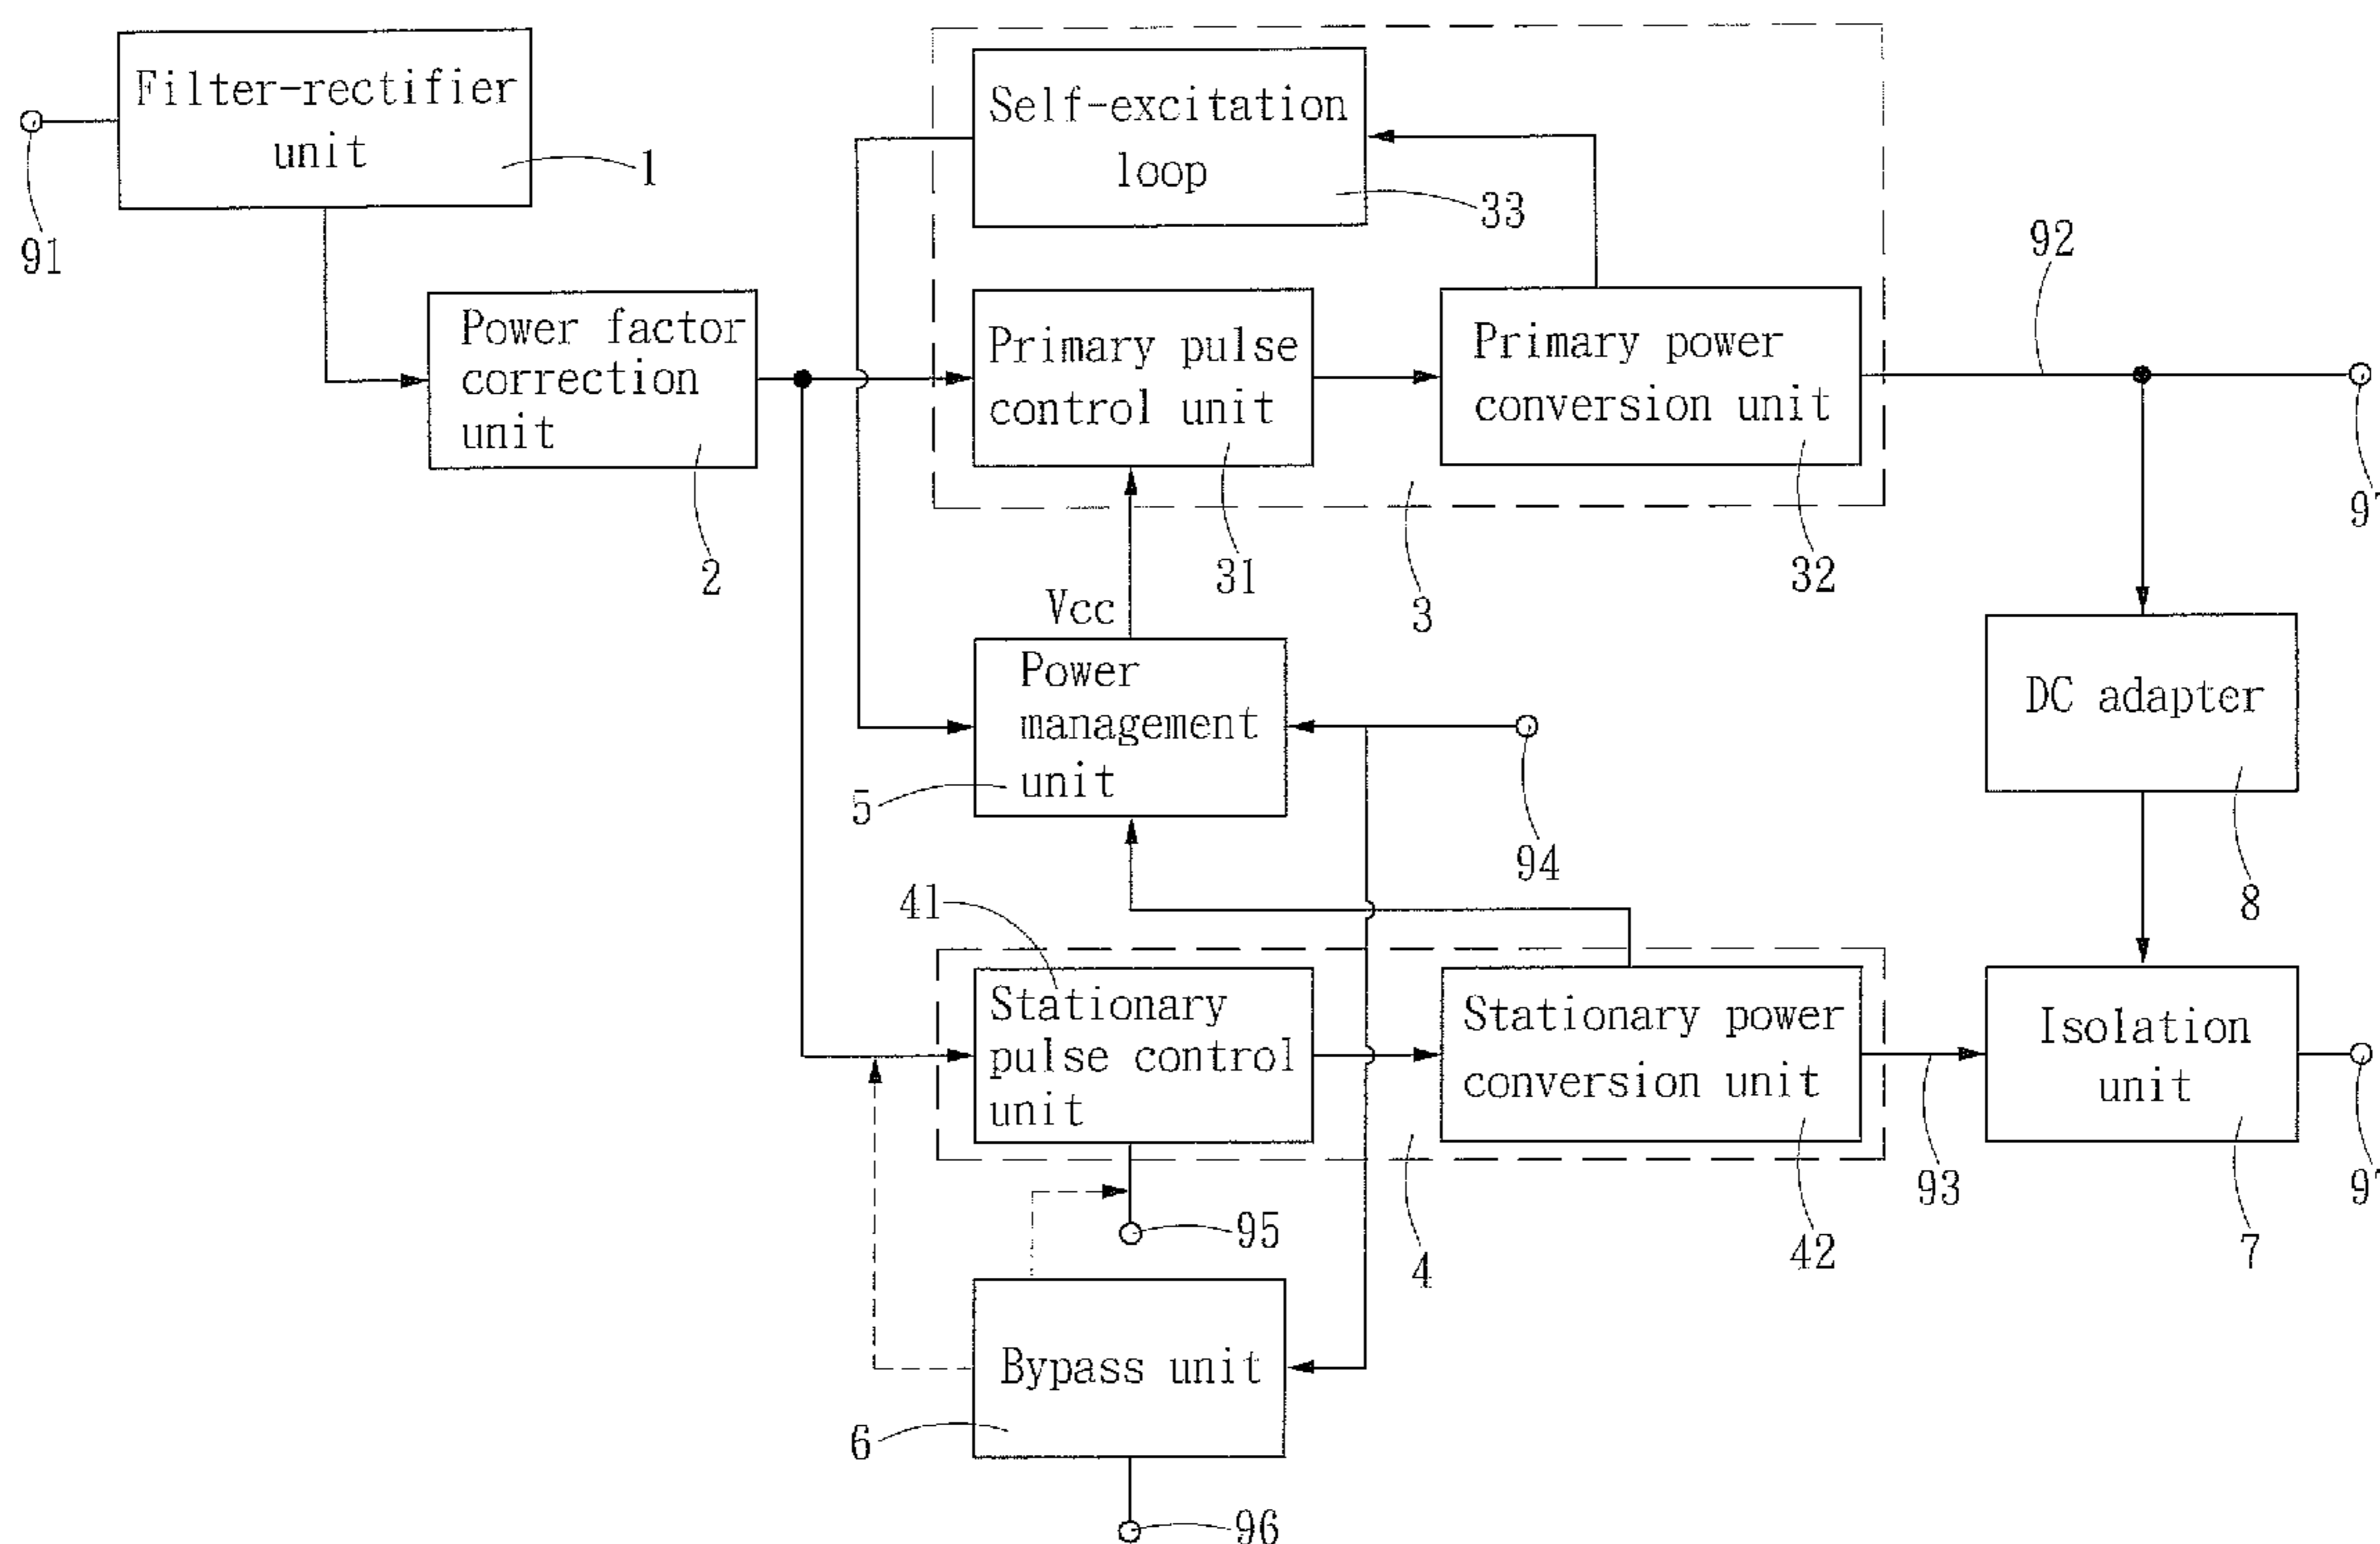 Filter-rectifier
unit
1
91
Self-excitation
loop
33
Power factor
correction
unit
2
Primary pulse
control unit
31
Primary power
conversion unit
32
3
92
97
Vcc
Power
management
unit
5
94
DC adapter
8
41
Stationary
pulse control
unit
Stationary power
conversion unit
42
4
93
Isolation
unit
7
97
95
Bypass unit
6
96